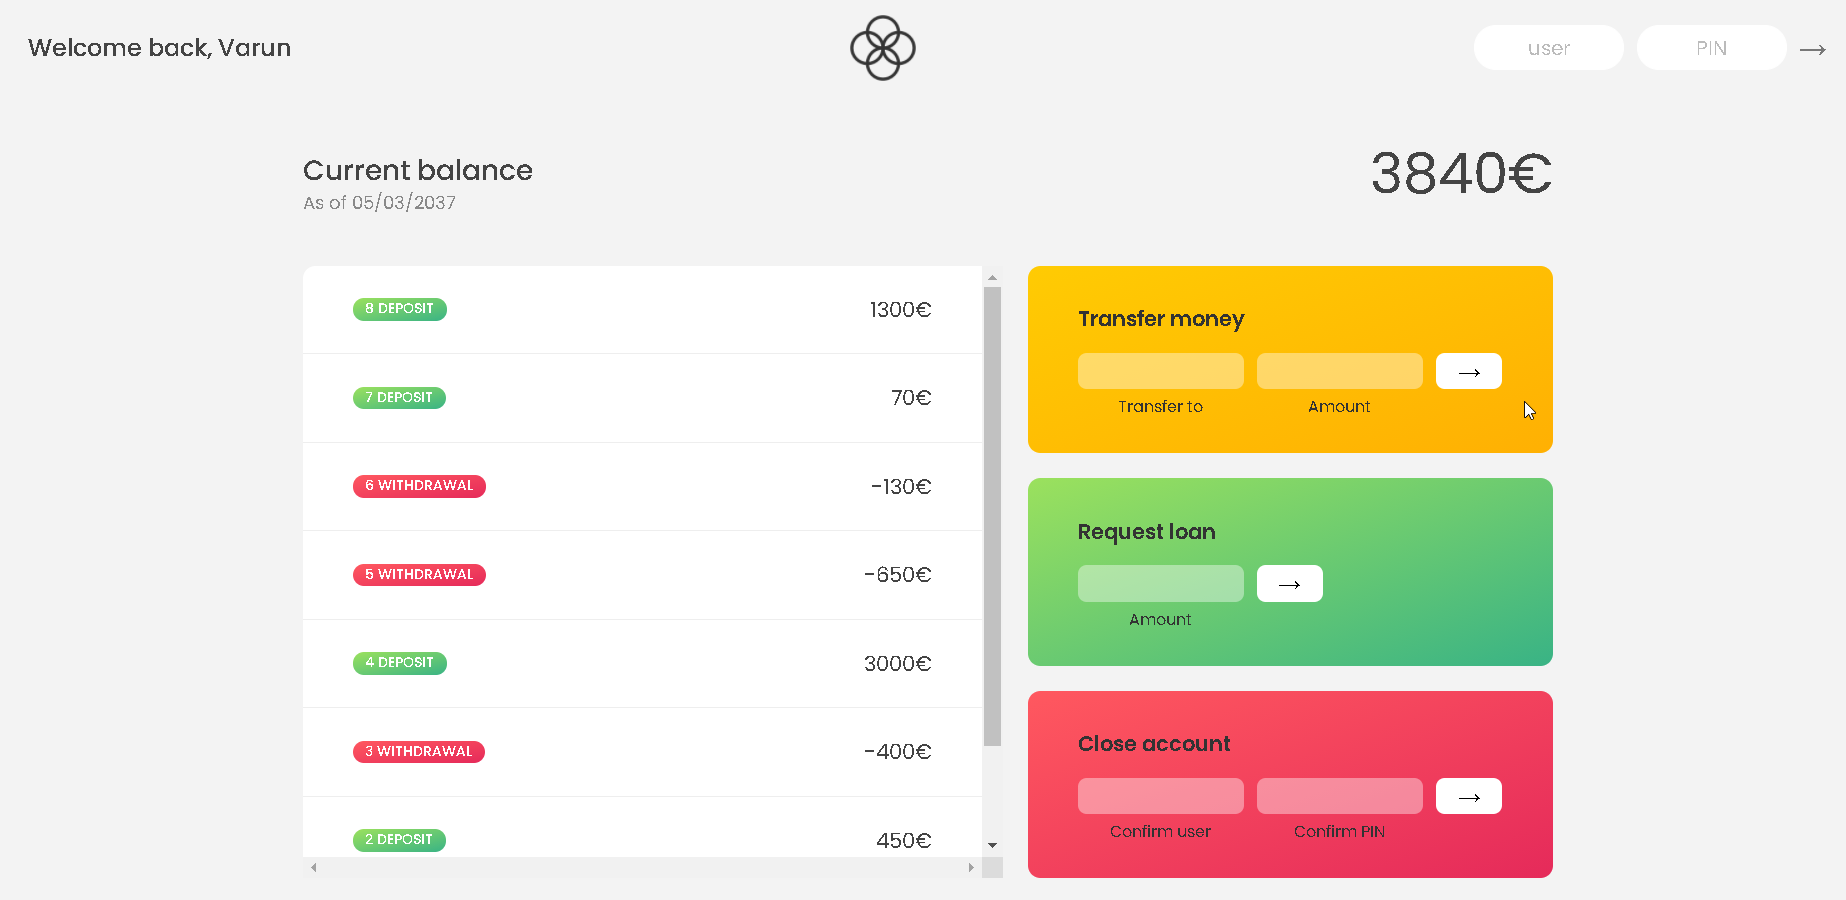 Welcome back, Varun
user
PIN
→
Current balance
As of 05/03/2037
3840€
8 DEPOSIT
1300€
7 DEPOSIT
70€
6 WITHDRAWAL
-130€
5 WITHDRAWAL
-650€
4 DEPOSIT
3000€
3 WITHDRAWAL
-400€
2 DEPOSIT
450€
Transfer money
→
Transfer to
Amount
Request loan
→
Amount
Close account
→
Confirm user
Confirm PIN